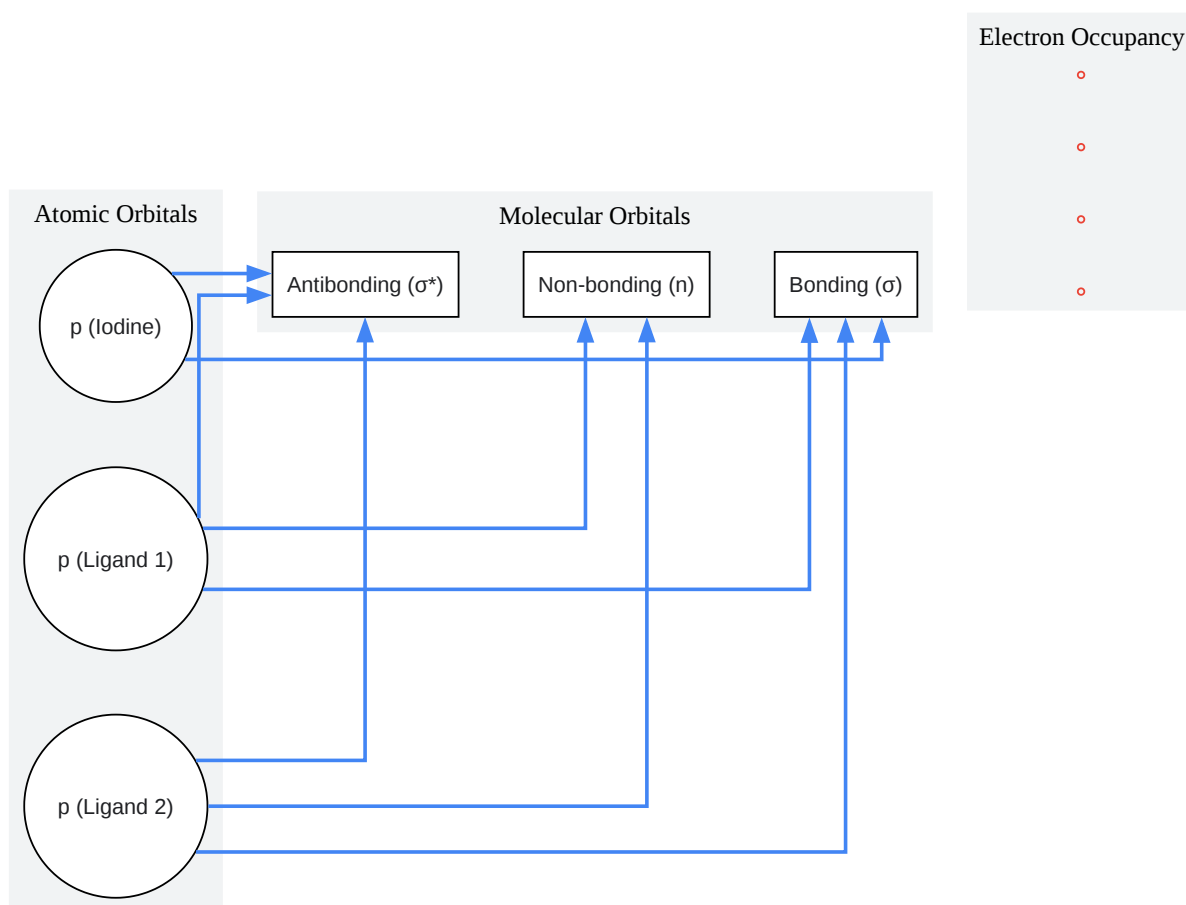 Electron Occupancy
Atomic Orbitals
Molecular Orbitals
Antibonding (σ*)
Non-bonding (n)
Bonding (σ)
p (Iodine)
p (Ligand 1)
p (Ligand 2)